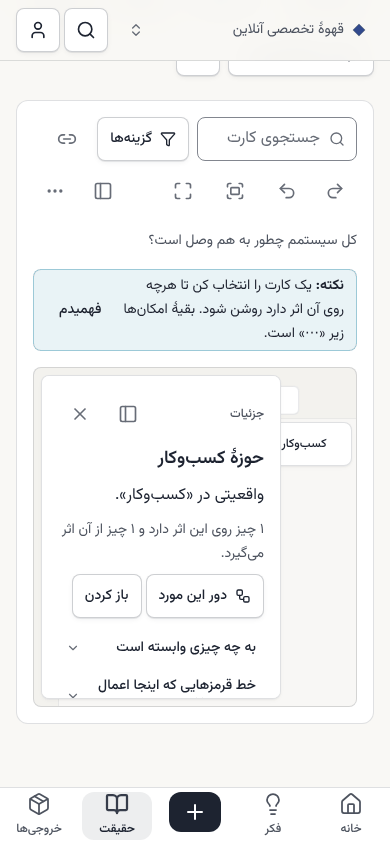 قهوهٔ تخصصی آنلاین
جستجوی کارت
گزینه‌ها
کل سیستمم چطور به هم وصل است؟
نکته: یک کارت را انتخاب کن تا هرچه
روی آن اثر دارد روشن شود. بقیهٔ امکان‌ها
زیر «···» است.
فهمیدم
کسب‌وکار
جزئیات
حوزهٔ کسب‌وکار
واقعیتی در «کسب‌وکار».
۱ چیز روی این اثر دارد و ۱ چیز از آن اثر
می‌گیرد.
دور این مورد
باز کردن
به چه چیزی وابسته است
خط قرمزهایی که اینجا اعمال
خانه
فکر
حقیقت
خروجی‌ها